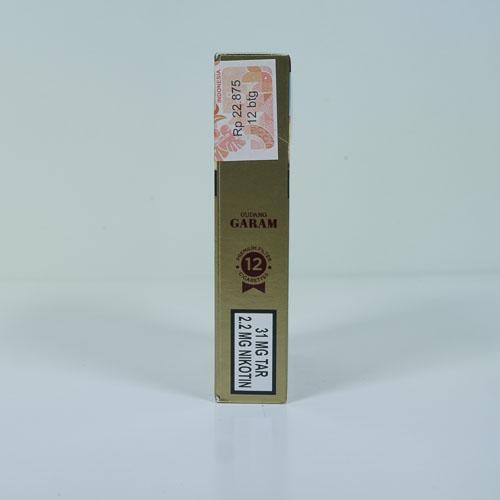 INDONESIA
Rp 22.875
12 btg
GUDANG
GARAM
PREMIUM FILTER
12
CIGARETTES
31 MG TAR
2.2 MG NIKOTIN